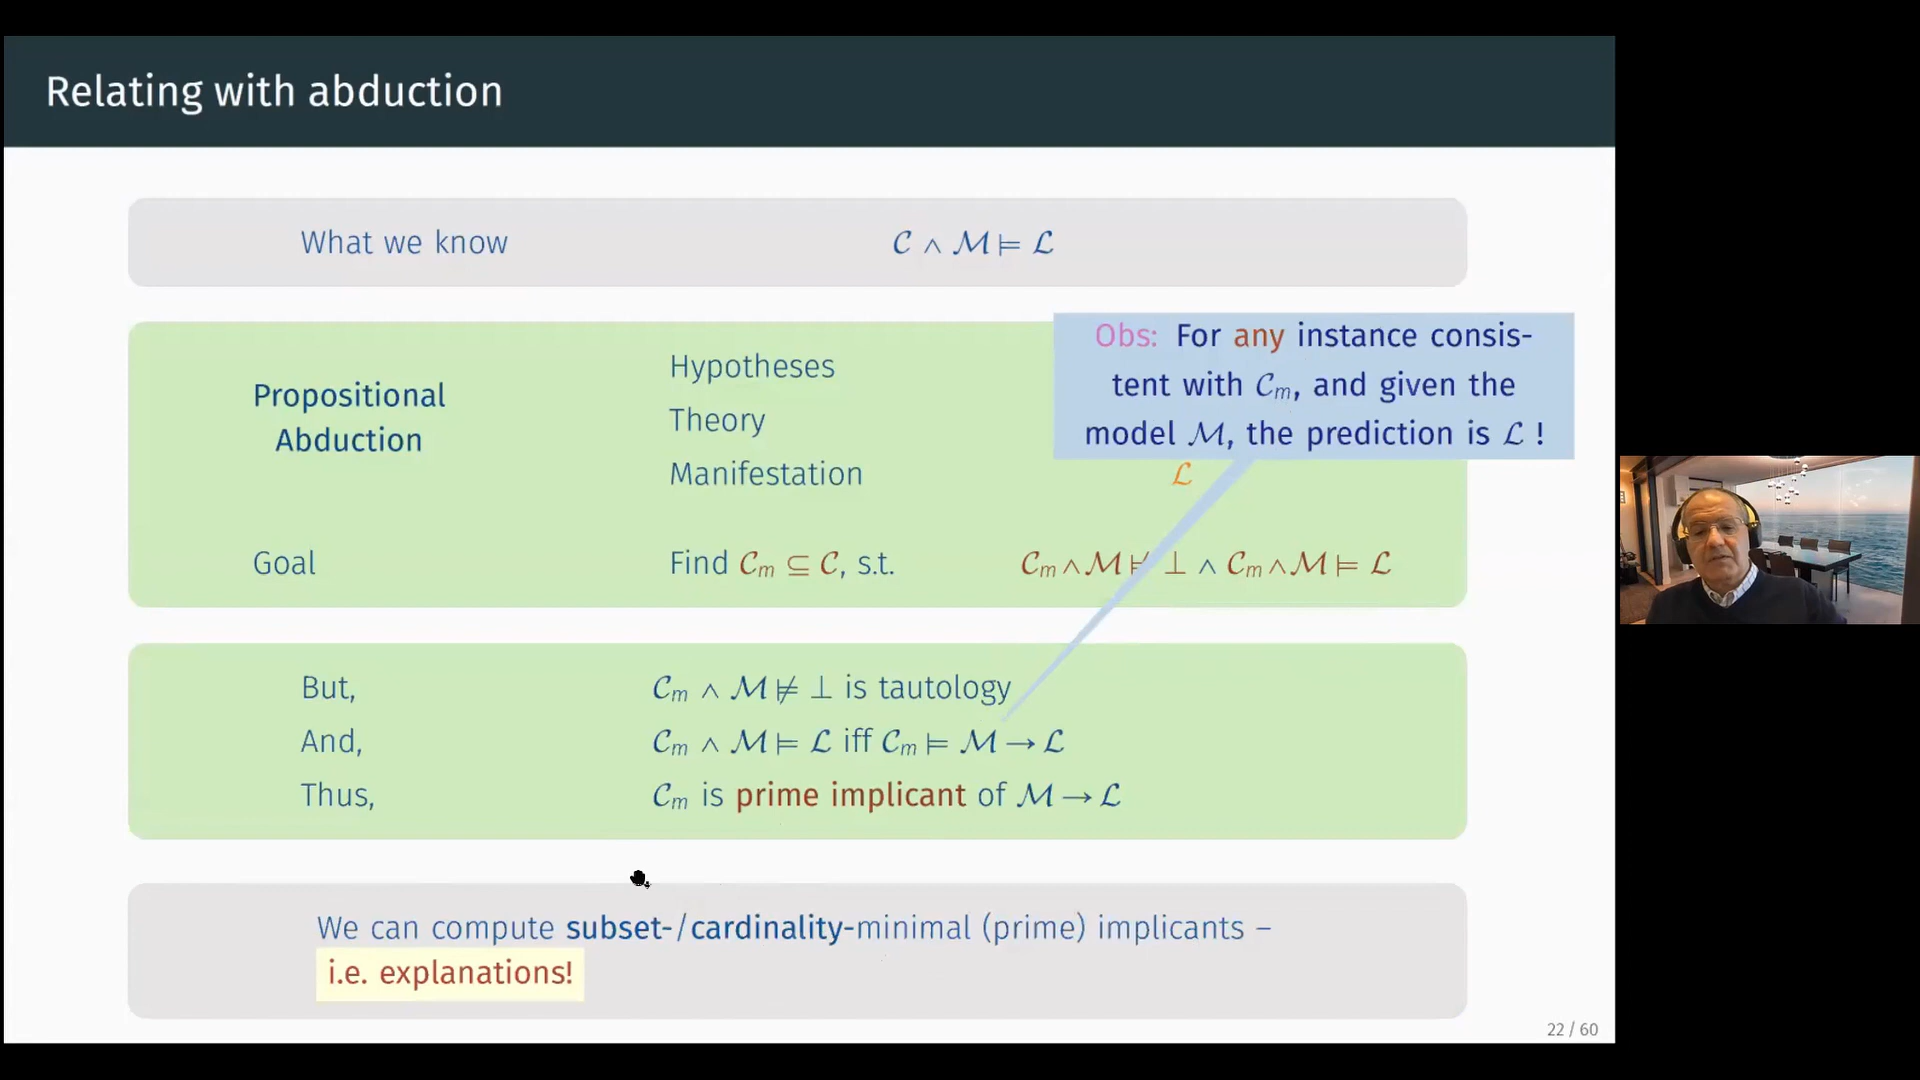 Relating with abduction
What we know 𝒞 ∧ ℳ ⊨ ℒ
Propositional
Abduction
Hypotheses
Theory
Manifestation ℒ
Obs: For any instance consis-
tent with 𝒞ₘ, and given the
model ℳ, the prediction is ℒ !
Goal Find 𝒞ₘ ⊆ 𝒞, s.t. 𝒞ₘ ∧ ℳ ⊭ ⊥ ∧ 𝒞ₘ ∧ ℳ ⊨ ℒ
But, 𝒞ₘ ∧ ℳ ⊭ ⊥ is tautology
And, 𝒞ₘ ∧ ℳ ⊨ ℒ iff 𝒞ₘ ⊨ ℳ → ℒ
Thus, 𝒞ₘ is prime implicant of ℳ → ℒ
We can compute subset-/cardinality-minimal (prime) implicants –
i.e. explanations!
22 / 60